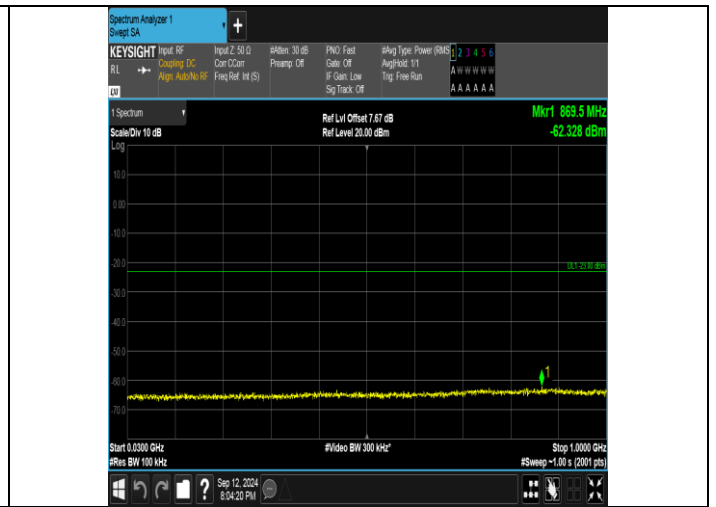 Spectrum Analyzer 1
Swept SA
+
KEYSIGHT Input: RF Input Z: 50 Ω #Atten: 30 dB PNO: Fast #Avg Type: Power (RMS 1 2 3 4 5 6
RL Coupling: DC Corr CCorr Preamp: Off Gate: Off Avg|Hold: 1/1 A W W W W W
Align: Auto/No RF Freq Ref: Int (S) IF Gain: Low Trig: Free Run
LXI Sig Track: Off A A A A A A
1 Spectrum Ref Lvl Offset 7.67 dB Mkr1 869.5 MHz
Scale/Div 10 dB Ref Level 20.00 dBm -62.328 dBm
Log
10.0
0.00
-10.0
-20.0
DL1 -23.00 dBm
-30.0
-40.0
-50.0
1
-60.0
-70.0
Start 0.0300 GHz #Video BW 300 kHz* Stop 1.0000 GHz
#Res BW 100 kHz #Sweep ~1.00 s (2001 pts)
? Sep 12, 2024
8:04:20 PM